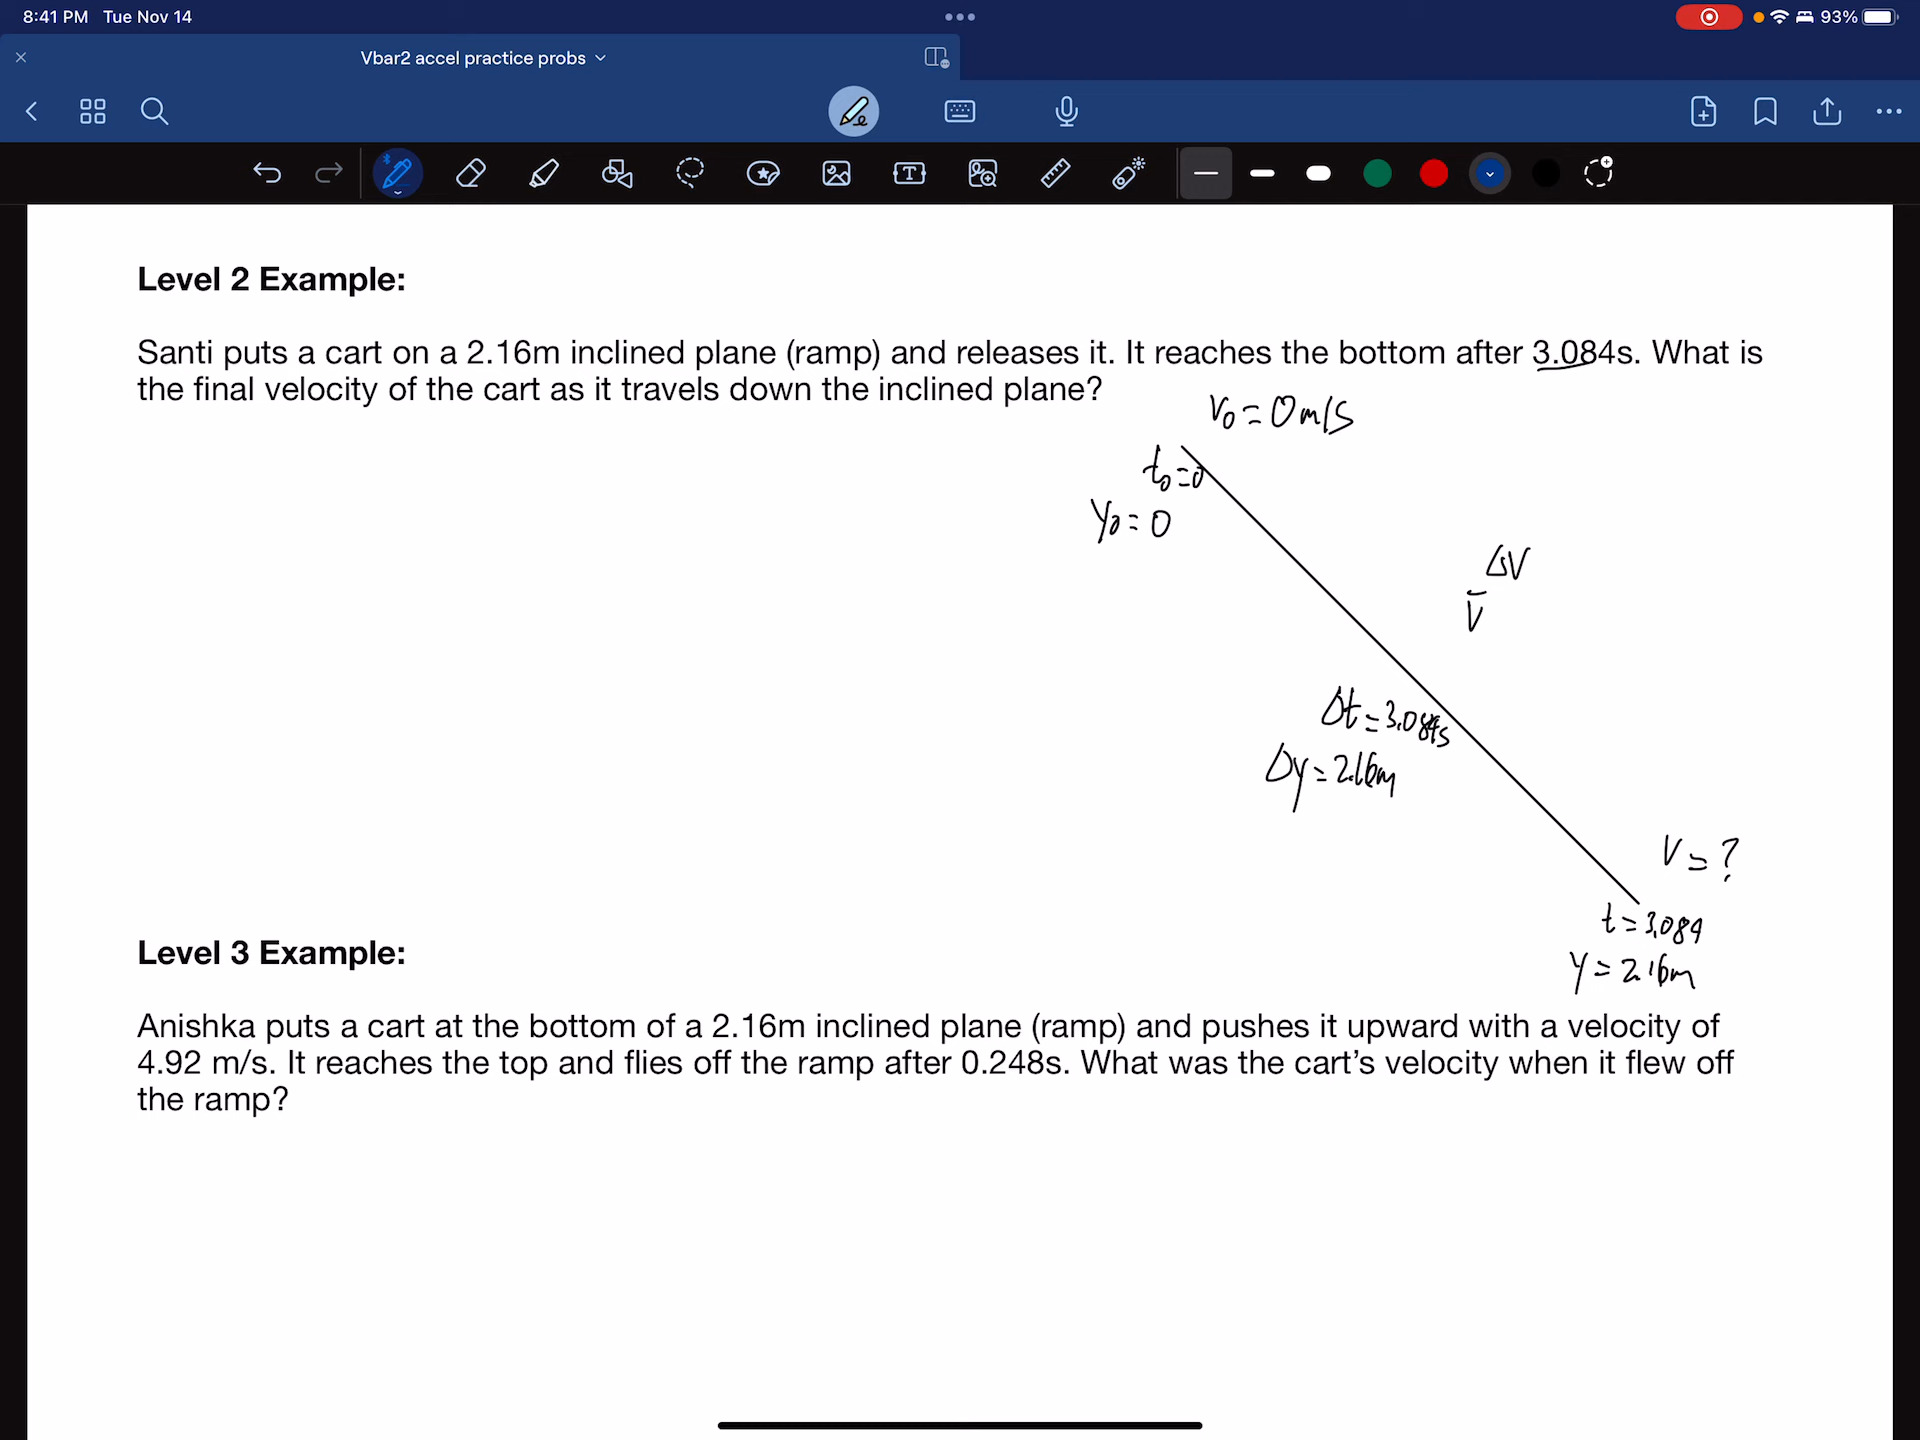 8:41 PM Tue Nov 14
93%
Vbar2 accel practice probs
Level 2 Example:
Santi puts a cart on a 2.16m inclined plane (ramp) and releases it. It reaches the bottom after 3.084s. What is
the final velocity of the cart as it travels down the inclined plane?
V₀ = 0m/s
t₀=0
y₀=0
ΔV
V̄
Δt=3.084s
Δy=2.16m
V=?
t=3.084
y=2.16m
Level 3 Example:
Anishka puts a cart at the bottom of a 2.16m inclined plane (ramp) and pushes it upward with a velocity of
4.92 m/s. It reaches the top and flies off the ramp after 0.248s. What was the cart’s velocity when it flew off
the ramp?